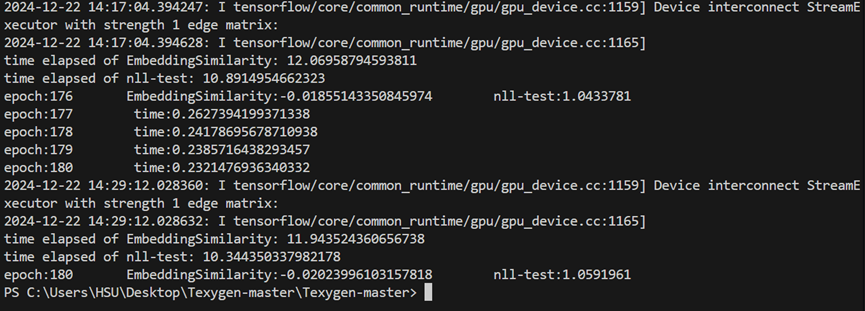 2024-12-22 14:17:04.394247: I tensorflow/core/common_runtime/gpu/gpu_device.cc:1159] Device interconnect StreamE
xecutor with strength 1 edge matrix:
2024-12-22 14:17:04.394628: I tensorflow/core/common_runtime/gpu/gpu_device.cc:1165]
time elapsed of EmbeddingSimilarity: 12.06958794593811
time elapsed of nll-test: 10.8914954662323
epoch:176 EmbeddingSimilarity:-0.01855143350845974 nll-test:1.0433781
epoch:177 time:0.2627394199371338
epoch:178 time:0.24178695678710938
epoch:179 time:0.2385716438293457
epoch:180 time:0.2321476936340332
2024-12-22 14:29:12.028360: I tensorflow/core/common_runtime/gpu/gpu_device.cc:1159] Device interconnect StreamE
xecutor with strength 1 edge matrix:
2024-12-22 14:29:12.028632: I tensorflow/core/common_runtime/gpu/gpu_device.cc:1165]
time elapsed of EmbeddingSimilarity: 11.943524360656738
time elapsed of nll-test: 10.344350337982178
epoch:180 EmbeddingSimilarity:-0.02023996103157818 nll-test:1.0591961
PS C:\Users\HSU\Desktop\Texygen-master\Texygen-master>